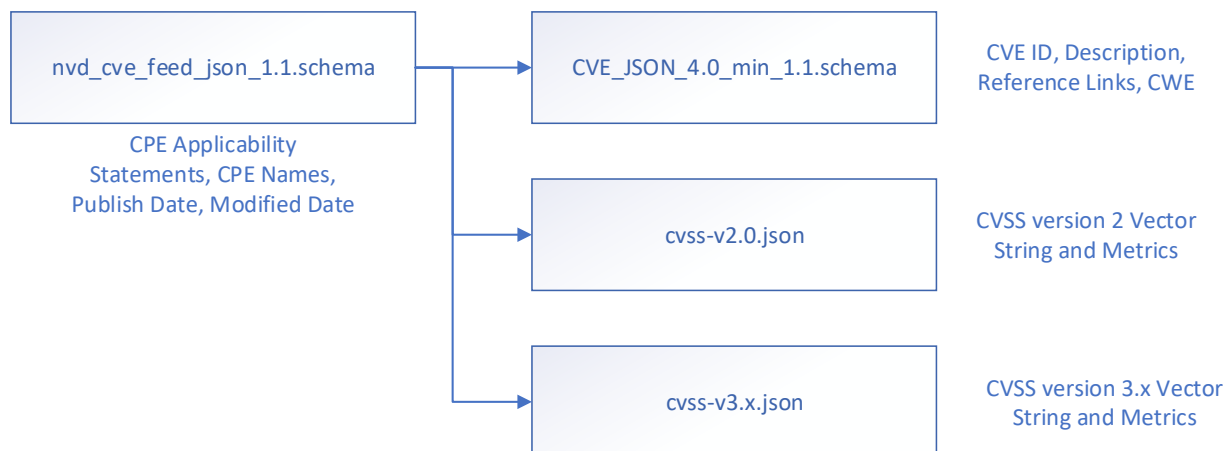 nvd_cve_feed_json_1.1.schema
CPE Applicability
Statements, CPE Names,
Publish Date, Modified Date
CVE_JSON_4.0_min_1.1.schema
CVE ID, Description,
Reference Links, CWE
cvss-v2.0.json
CVSS version 2 Vector
String and Metrics
cvss-v3.x.json
CVSS version 3.x Vector
String and Metrics